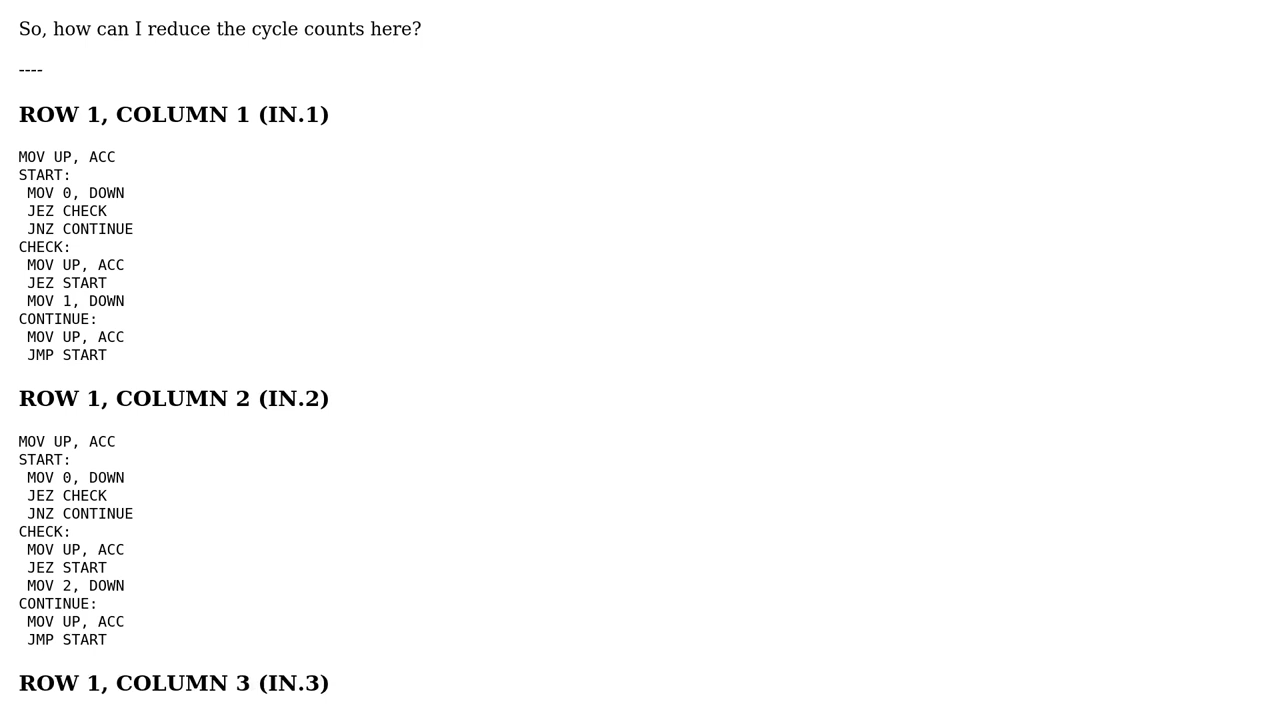 So, how can I reduce the cycle counts here?
----
ROW 1, COLUMN 1 (IN.1)
MOV UP, ACC
START:
 MOV 0, DOWN
 JEZ CHECK
 JNZ CONTINUE
CHECK:
 MOV UP, ACC
 JEZ START
 MOV 1, DOWN
CONTINUE:
 MOV UP, ACC
 JMP START
ROW 1, COLUMN 2 (IN.2)
MOV UP, ACC
START:
 MOV 0, DOWN
 JEZ CHECK
 JNZ CONTINUE
CHECK:
 MOV UP, ACC
 JEZ START
 MOV 2, DOWN
CONTINUE:
 MOV UP, ACC
 JMP START
ROW 1, COLUMN 3 (IN.3)